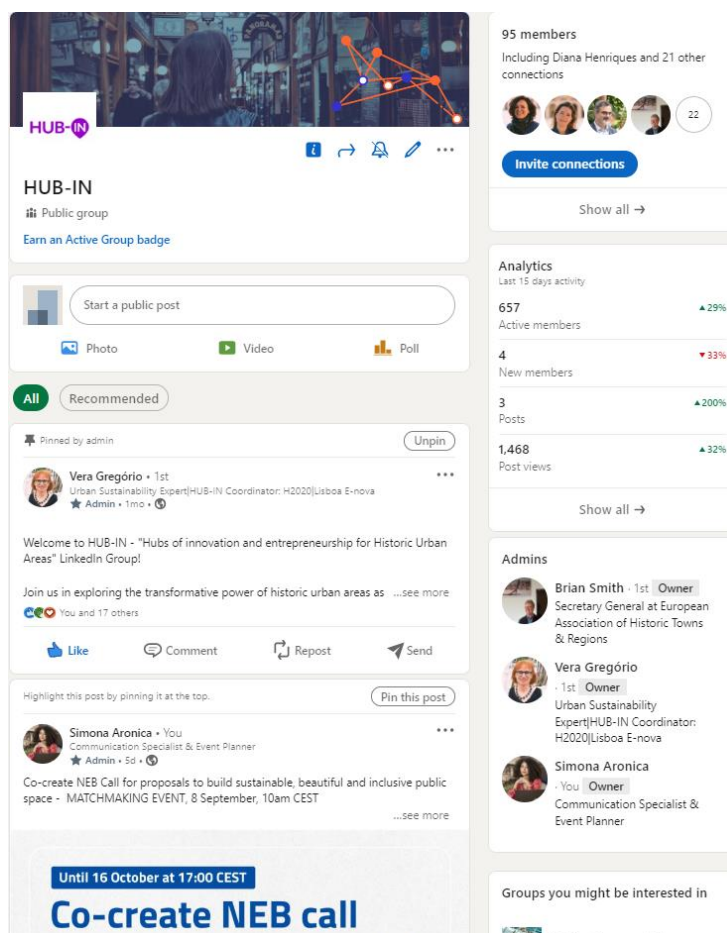 PANORAMAS
HUB-IN
HUB-IN
Public group
Earn an Active Group badge
Start a public post
Photo
Video
Poll
All
Recommended
Pinned by admin
Unpin
Vera Gregório • 1st
Urban Sustainability Expert|HUB-IN Coordinator: H2020|Lisboa E-nova
Admin • 1mo •
Welcome to HUB-IN - "Hubs of innovation and entrepreneurship for Historic Urban
Areas" LinkedIn Group!
Join us in exploring the transformative power of historic urban areas as ...see more
You and 17 others
Like
Comment
Repost
Send
Highlight this post by pinning it at the top.
Pin this post
Simona Aronica • You
Communication Specialist & Event Planner
Admin • 5d •
Co-create NEB Call for proposals to build sustainable, beautiful and inclusive public
space - MATCHMAKING EVENT, 8 September, 10am CEST
...see more
Until 16 October at 17:00 CEST
Co-create NEB call
95 members
Including Diana Henriques and 21 other
connections
22
Invite connections
Show all →
Analytics
Last 15 days activity
657
▲29%
Active members
4
▼33%
New members
3
▲200%
Posts
1,468
▲32%
Post views
Show all →
Admins
Brian Smith · 1st Owner
Secretary General at European
Association of Historic Towns
& Regions
Vera Gregório
· 1st Owner
Urban Sustainability
Expert|HUB-IN Coordinator:
H2020|Lisboa E-nova
Simona Aronica
· You Owner
Communication Specialist &
Event Planner
Groups you might be interested in